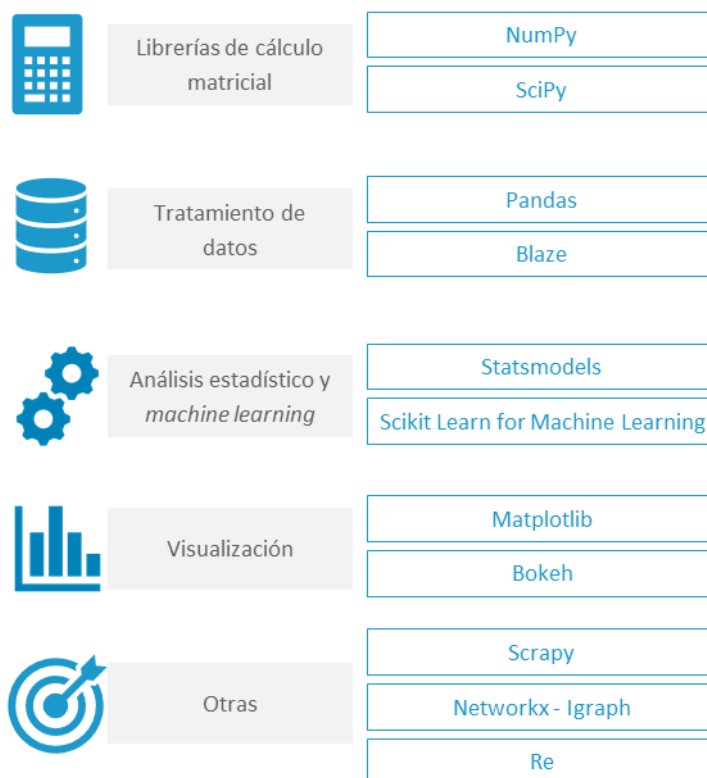 Librerías de cálculo
matricial
NumPy
SciPy
Tratamiento de
datos
Pandas
Blaze
Análisis estadístico y
machine learning
Statsmodels
Scikit Learn for Machine Learning
Visualización
Matplotlib
Bokeh
Otras
Scrapy
Networkx - Igraph
Re